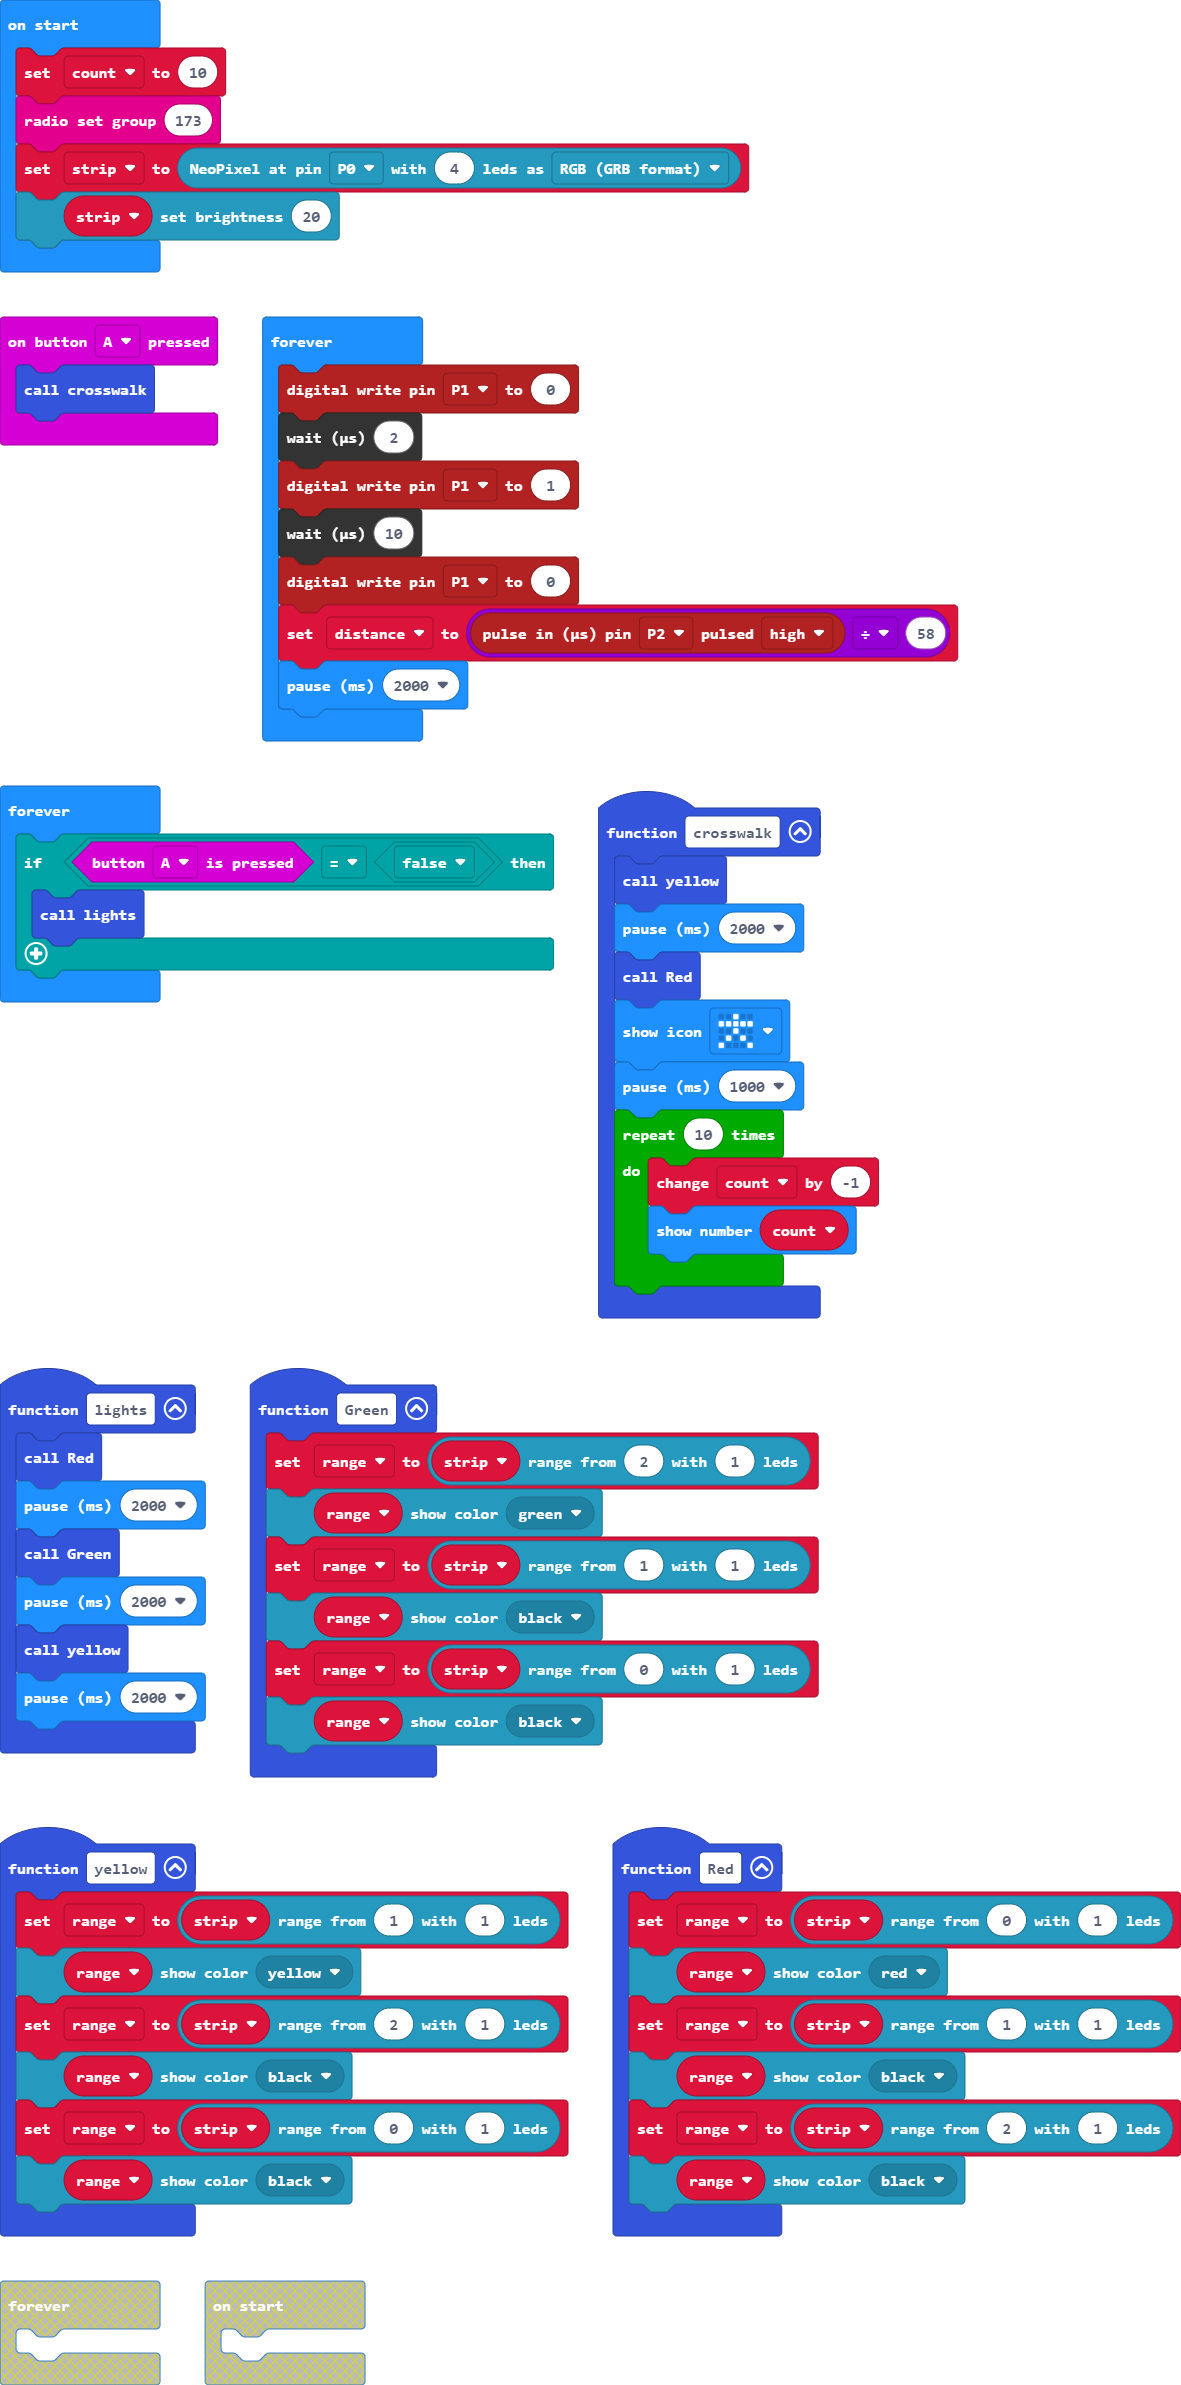 on start
set count to 10
radio set group 173
set strip to NeoPixel at pin P0 with 4 leds as RGB (GRB format)
strip set brightness 20
on button A pressed
call crosswalk
forever
digital write pin P1 to 0
wait (µs) 2
digital write pin P1 to 1
wait (µs) 10
digital write pin P1 to 0
set distance to pulse in (µs) pin P2 pulsed high ÷ 58
pause (ms) 2000
forever
if button A is pressed = false then
call lights
function crosswalk
call yellow
pause (ms) 2000
call Red
show icon
pause (ms) 1000
repeat 10 times
do change count by -1
show number count
function lights
call Red
pause (ms) 2000
call Green
pause (ms) 2000
call yellow
pause (ms) 2000
function Green
set range to strip range from 2 with 1 leds
range show color green
set range to strip range from 1 with 1 leds
range show color black
set range to strip range from 0 with 1 leds
range show color black
function yellow
set range to strip range from 1 with 1 leds
range show color yellow
set range to strip range from 2 with 1 leds
range show color black
set range to strip range from 0 with 1 leds
range show color black
function Red
set range to strip range from 0 with 1 leds
range show color red
set range to strip range from 1 with 1 leds
range show color black
set range to strip range from 2 with 1 leds
range show color black
forever
on start